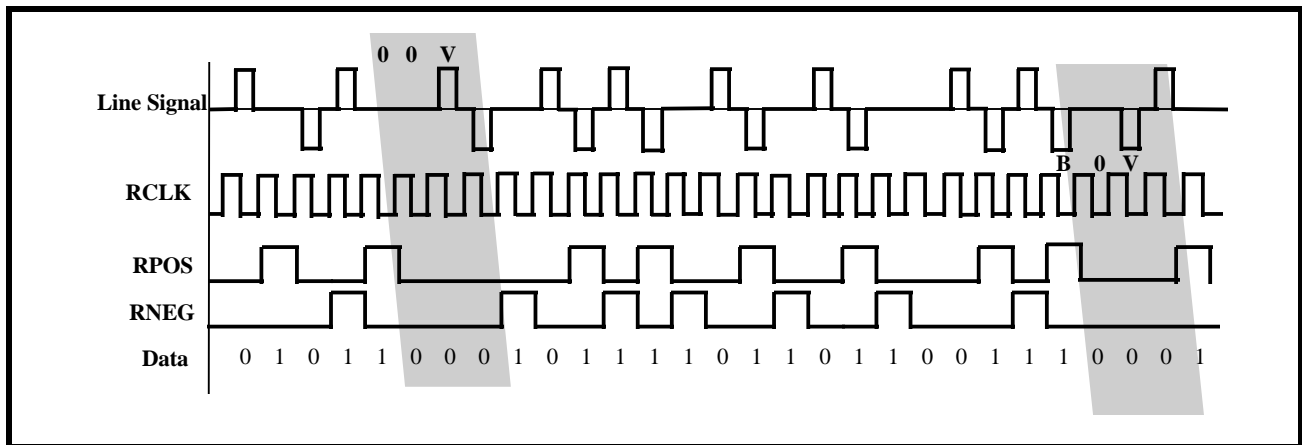 0 0 V
Line Signal
B 0 V
RCLK
RPOS
RNEG
Data 0 1 0 1 1 0 0 0 1 0 1 1 1 1 0 1 1 0 1 1 0 0 1 1 1 0 0 0 1